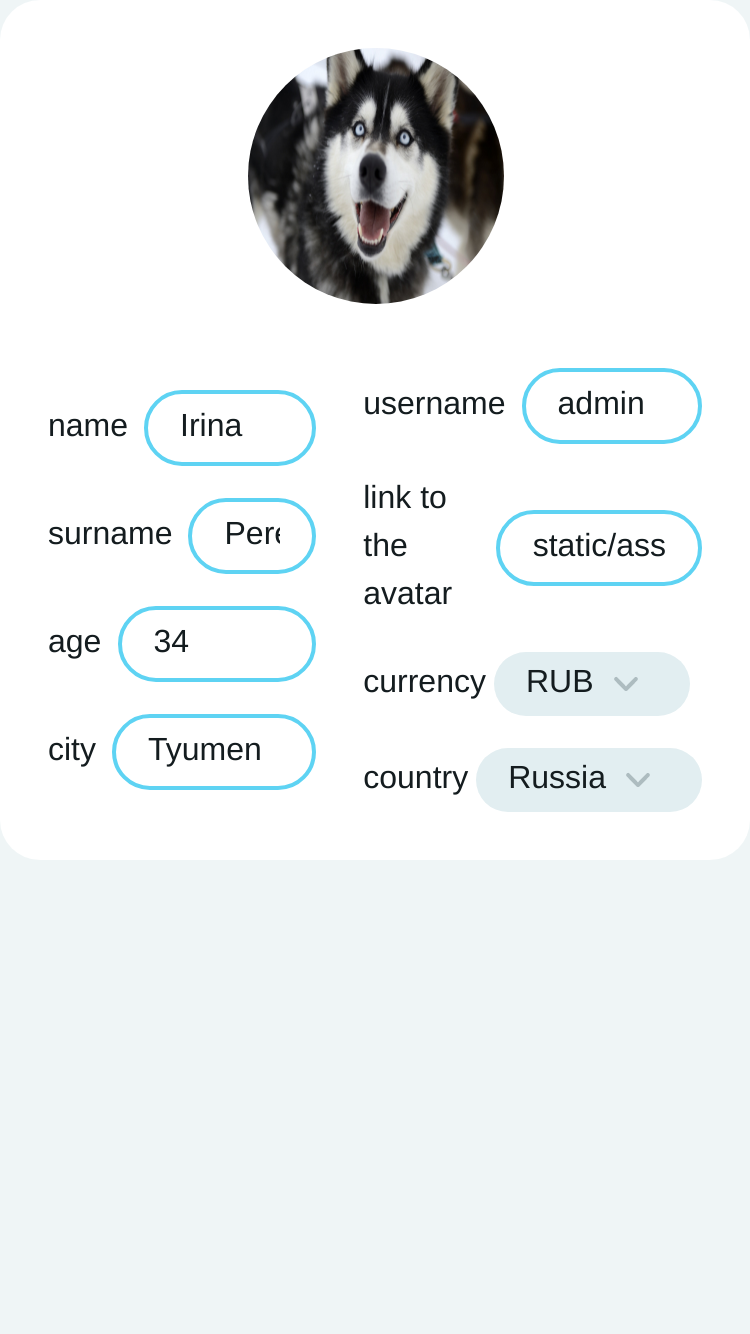 name Irina
surname Pere
age 34
city Tyumen
username admin
link to
the
avatar
static/ass
currency RUB
country Russia